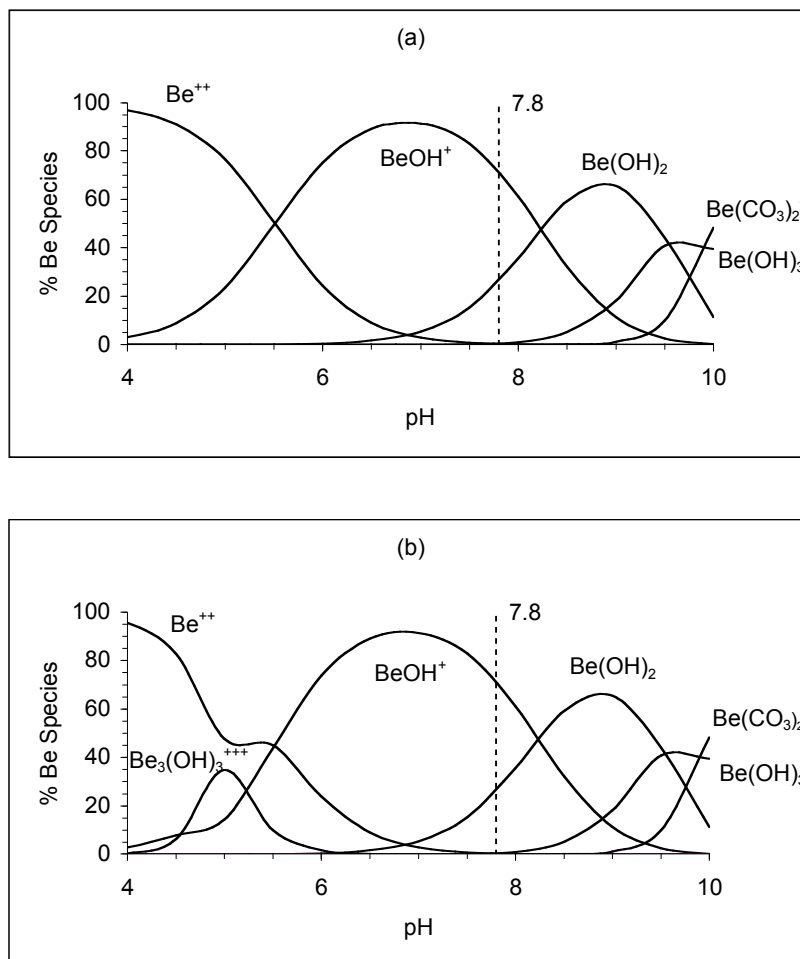 (a)
Be⁺⁺
7.8
BeOH⁺
Be(OH)₂
Be(CO₃)₂
Be(OH)₃
% Be Species
100
80
60
40
20
0
4 6 8 10
pH
(b)
Be⁺⁺
7.8
BeOH⁺
Be(OH)₂
Be₃(OH)₃⁺⁺⁺
Be(CO₃)₂
Be(OH)₃
% Be Species
100
80
60
40
20
0
4 6 8 10
pH